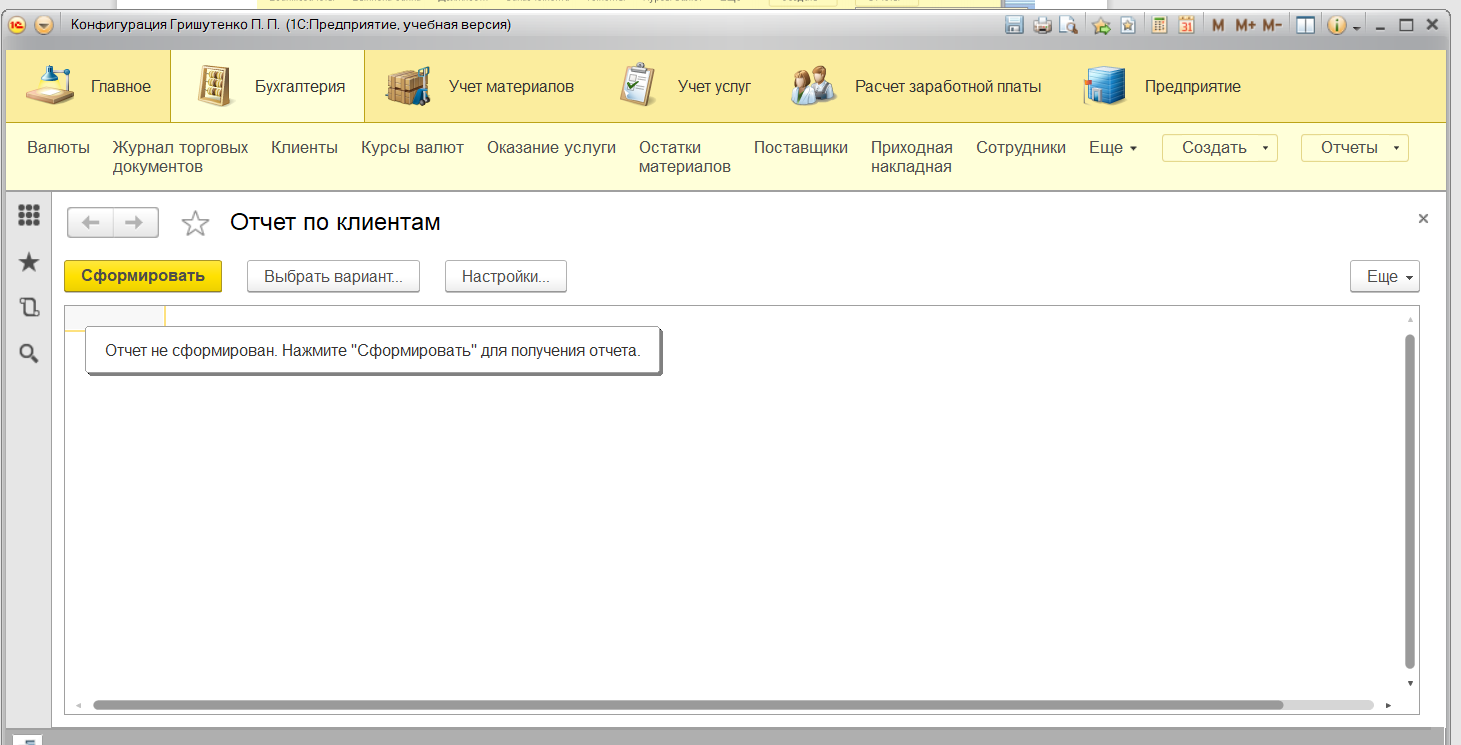 Конфигурация Гришутенко П. П. (1С:Предприятие, учебная версия)
31 M M+ M-
Главное
Бухгалтерия
Учет материалов
Учет услуг
Расчет заработной платы
Предприятие
Валюты
Журнал торговых
документов
Клиенты
Курсы валют
Оказание услуги
Остатки
материалов
Поставщики
Приходная
накладная
Сотрудники
Еще
Создать
Отчеты
Отчет по клиентам
Сформировать
Выбрать вариант...
Настройки...
Еще
Отчет не сформирован. Нажмите "Сформировать" для получения отчета.